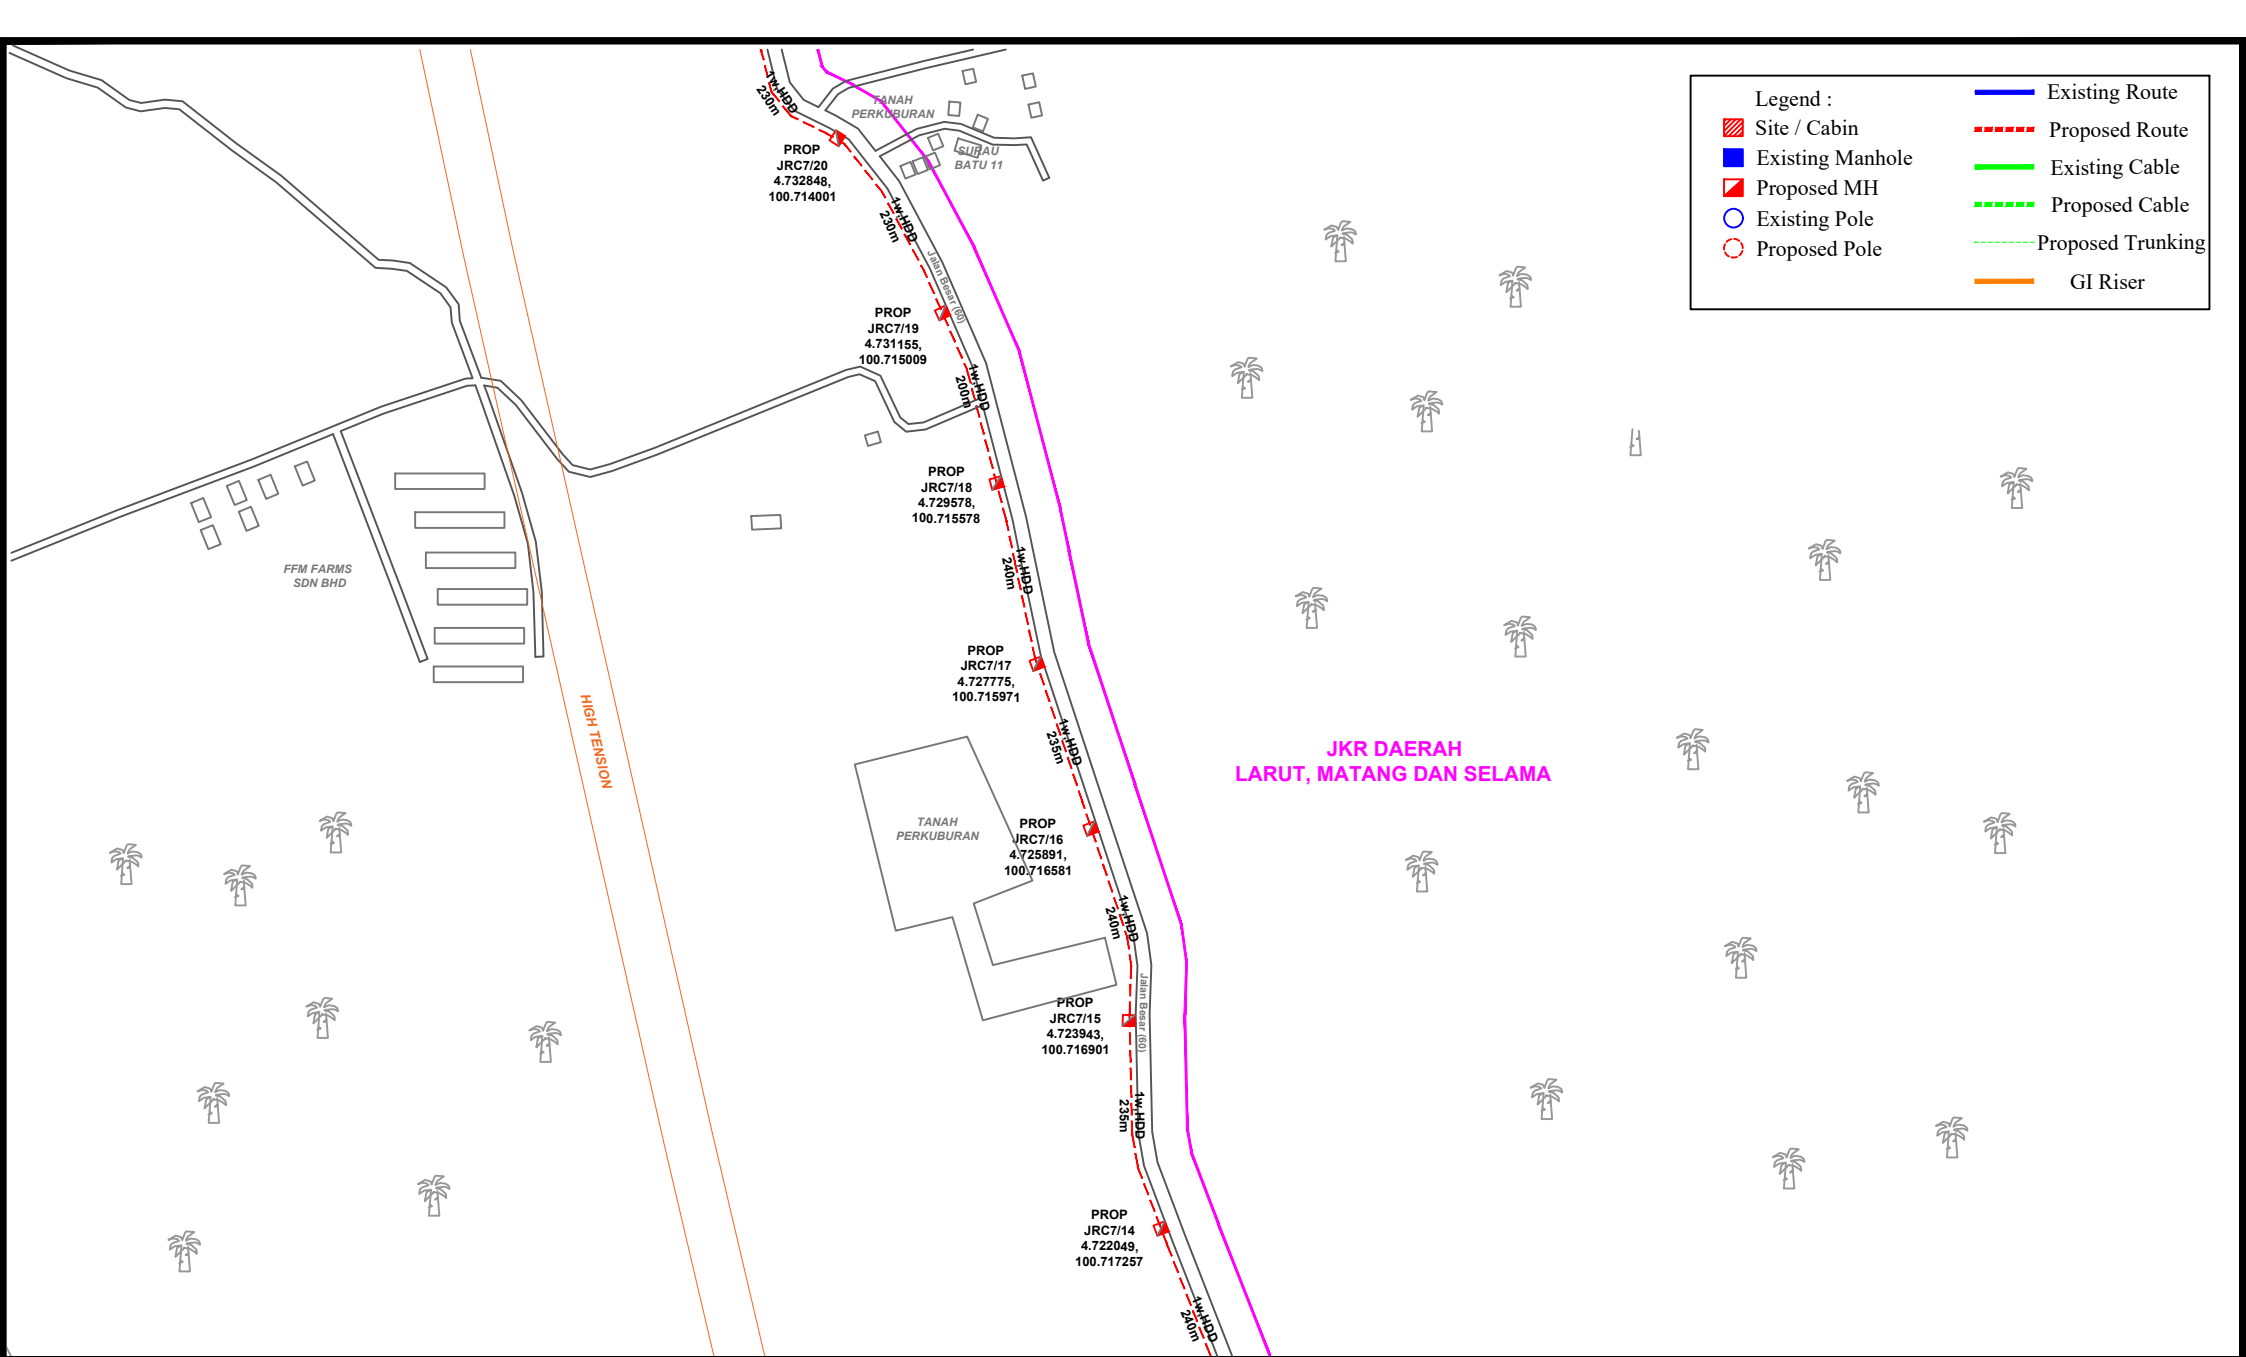 Legend :
Site / Cabin
Existing Manhole
Proposed MH
Existing Pole
Proposed Pole
Existing Route
Proposed Route
Existing Cable
Proposed Cable
Proposed Trunking
GI Riser
1w,HDD
230m
TANAH
PERKUBURAN
SURAU
BATU 11
PROP
JRC7/20
4.732848,
100.714001
1w,HDD
230m
Jalan Besar (60)
PROP
JRC7/19
4.731155,
100.715009
1w,HDD
200m
PROP
JRC7/18
4.729578,
100.715578
1w,HDD
240m
FFM FARMS
SDN BHD
PROP
JRC7/17
4.727775,
100.715971
HIGH TENSION
1w,HDD
235m
JKR DAERAH
LARUT, MATANG DAN SELAMA
TANAH
PERKUBURAN
PROP
JRC7/16
4.725891,
100.716581
1w,HDD
240m
Jalan Besar (60)
PROP
JRC7/15
4.723943,
100.716901
1w,HDD
235m
PROP
JRC7/14
4.722049,
100.717257
1w,HDD
240m